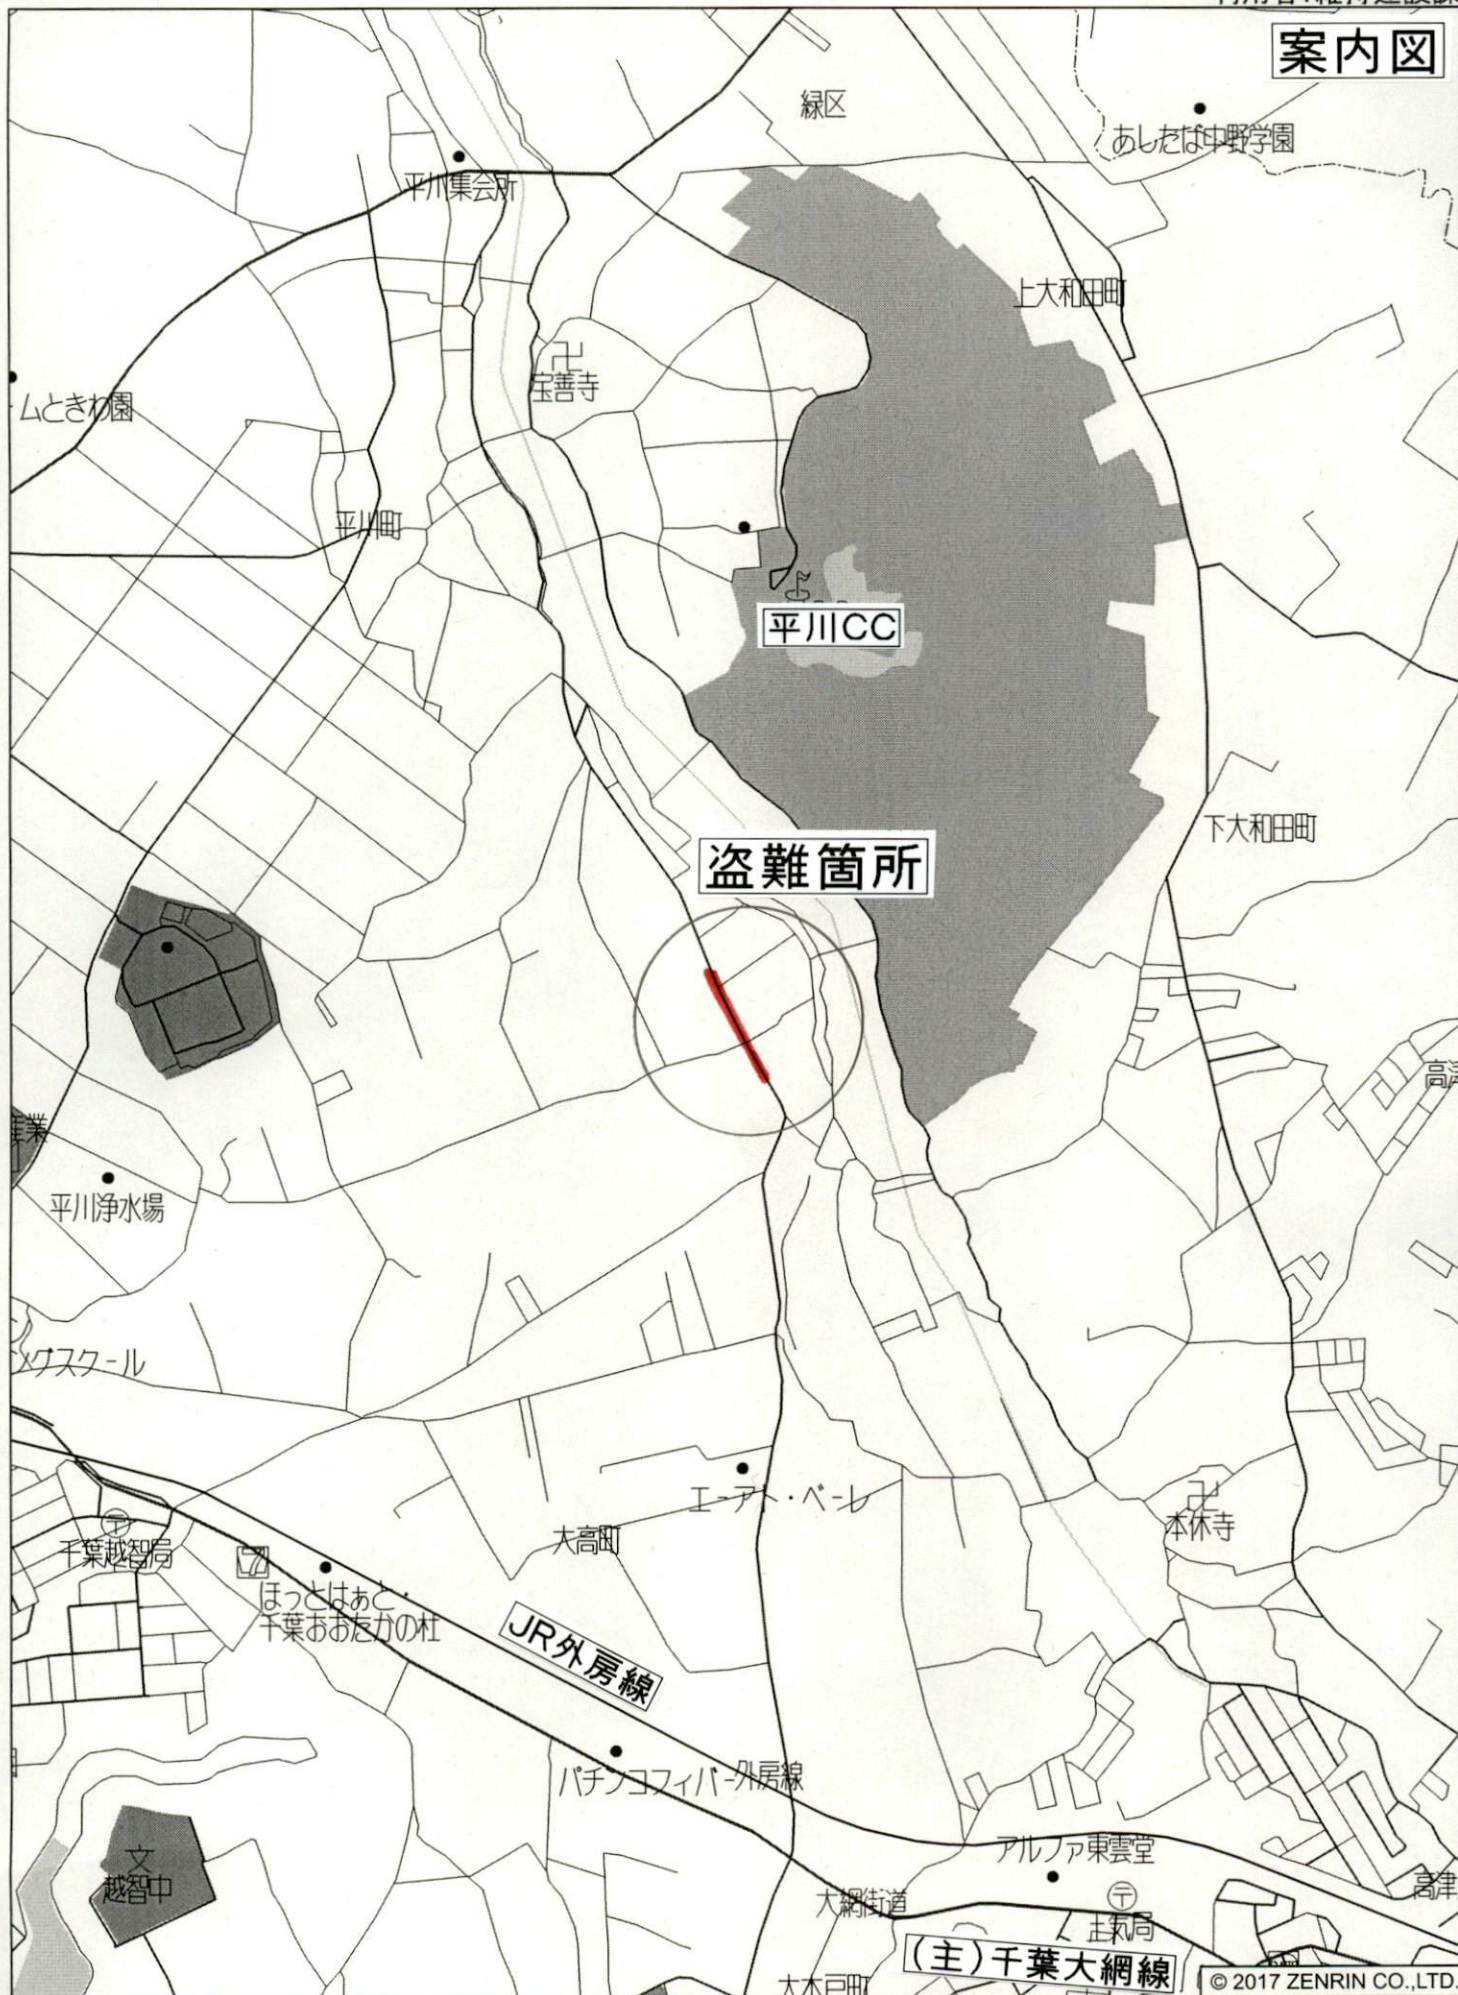 案内図
緑区
あしたば中野学園
平川集会所
上大和田町
宝善寺
ムときわ園
平川町
平川CC
下大和田町
盗難箇所
平川浄水場
ングスクール
エーアト・ベーレ
本休寺
千葉越智局
大高町
ほっとはぁと・
千葉おおたかの杜
JR外房線
パチンコフィバー
外房線
アルファ東雲堂
文
越智中
高津
大網街道
土気局
(主)千葉大網線
大木戸町
© 2017 ZENRIN CO.,LTD.